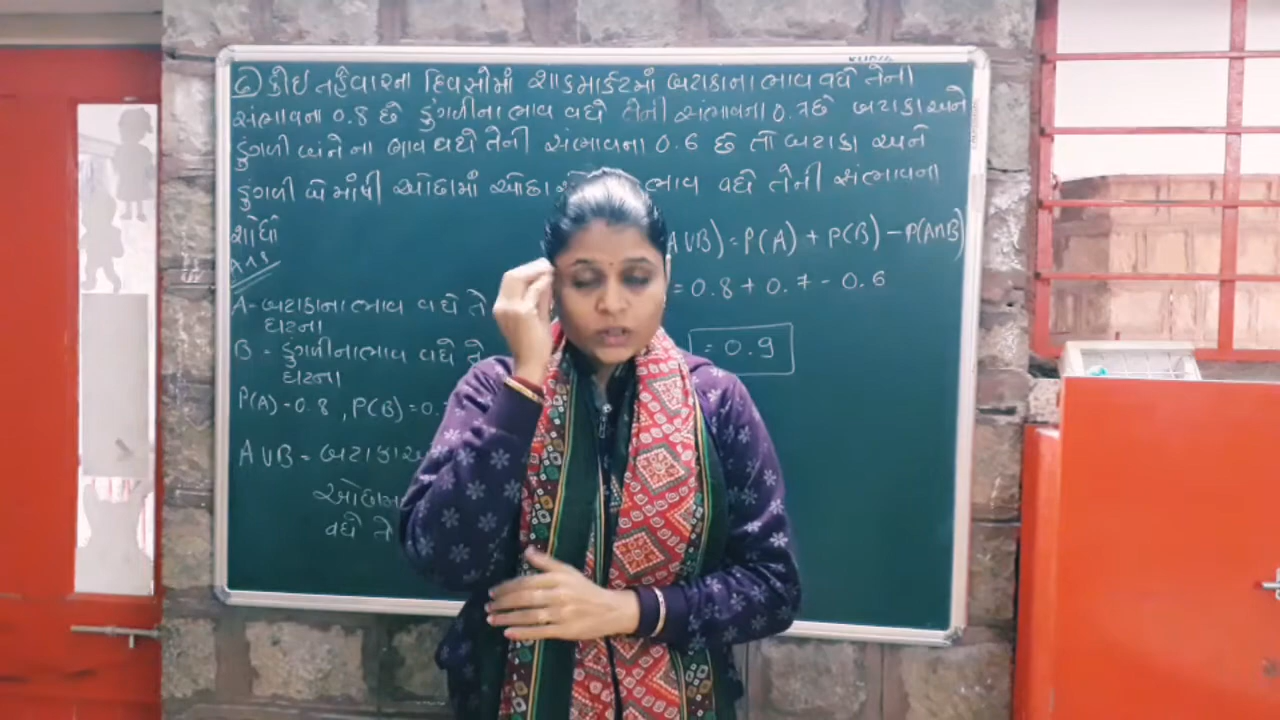 ૬) કોઇ તહેવારના દિવસોમાં શાકમાર્કેટમાં બટાકાના ભાવ વધે તેની
સંભાવના 0.8 છે ડુંગળીના ભાવ વધે તેની સંભાવના 0.7 છે બટાકા અને
ડુંગળી બંને ના ભાવ વધે તેની સંભાવના 0.6 છે તો બટાકા અને
ડુંગળી બે માંથી ઓછામાં ઓછા ભાવ વધે તેની સંભાવના
શોધો
Ans
A - બટાકાના ભાવ વધે તે
ઘટના
B = ડુંગળીના ભાવ વધે તે
ઘટના
P(A) = 0.8 , P(B) = 0.
A∪B = બટાકા
વધે તે
A∪B) = P(A) + P(B) - P(A∩B)
= 0.8 + 0.7 - 0.6
= 0.9